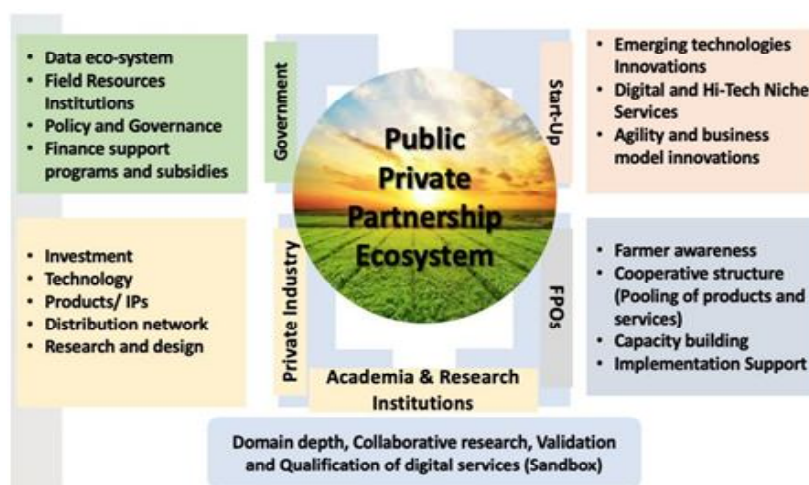 • Data eco-system
• Field Resources
Institutions
• Policy and Governance
• Finance support
programs and subsidies
Government
Public
Private
Partnership
Ecosystem
Start-Up
• Emerging technologies
Innovations
• Digital and Hi-Tech Niche
Services
• Agility and business
model innovations
• Investment
• Technology
• Products/ IPs
• Distribution network
• Research and design
Private Industry
FPOs
• Farmer awareness
• Cooperative structure
(Pooling of products and
services)
• Capacity building
• Implementation Support
Academia & Research
Institutions
Domain depth, Collaborative research, Validation
and Qualification of digital services (Sandbox)